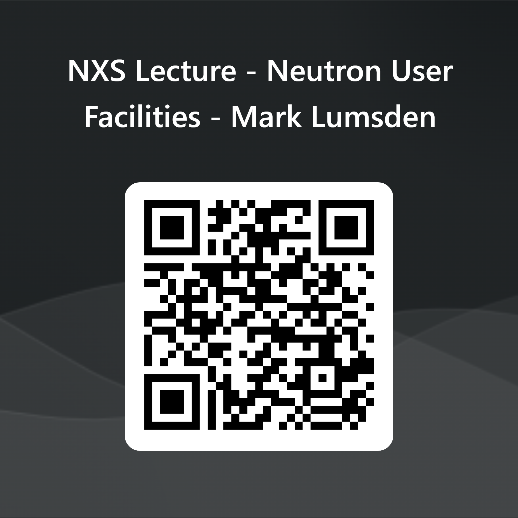 NXS Lecture - Neutron User
Facilities - Mark Lumsden